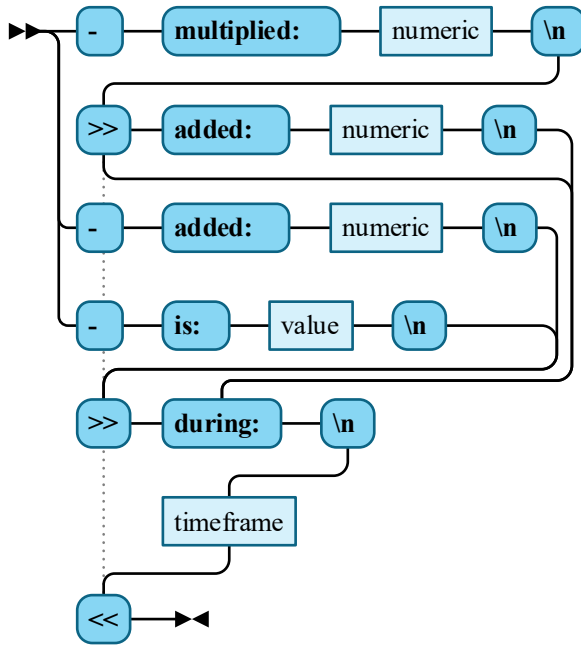 - multiplied: numeric \n
>> added: numeric \n
- added: numeric \n
- is: value \n
>> during: \n
timeframe
<<